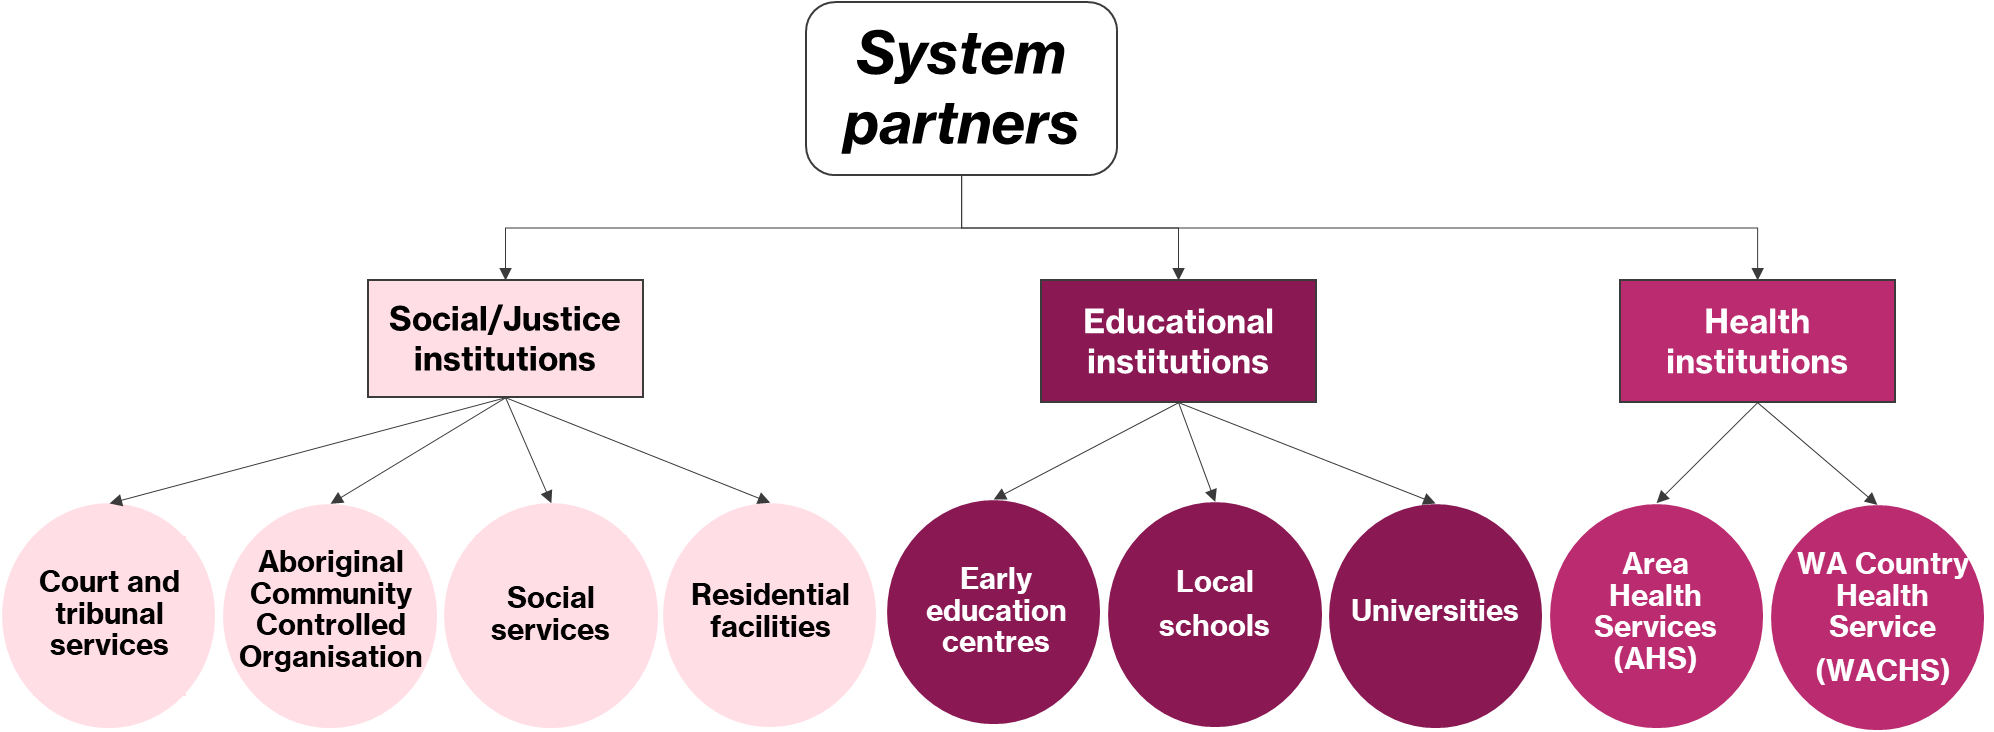 System
partners
Social/Justice
institutions
Educational
institutions
Health
institutions
Court and
tribunal
services
Aboriginal
Community
Controlled
Organisation
Social
services
Residential
facilities
Early
education
centres
Local
schools
Universities
Area
Health
Services
(AHS)
WA Country
Health
Service
(WACHS)